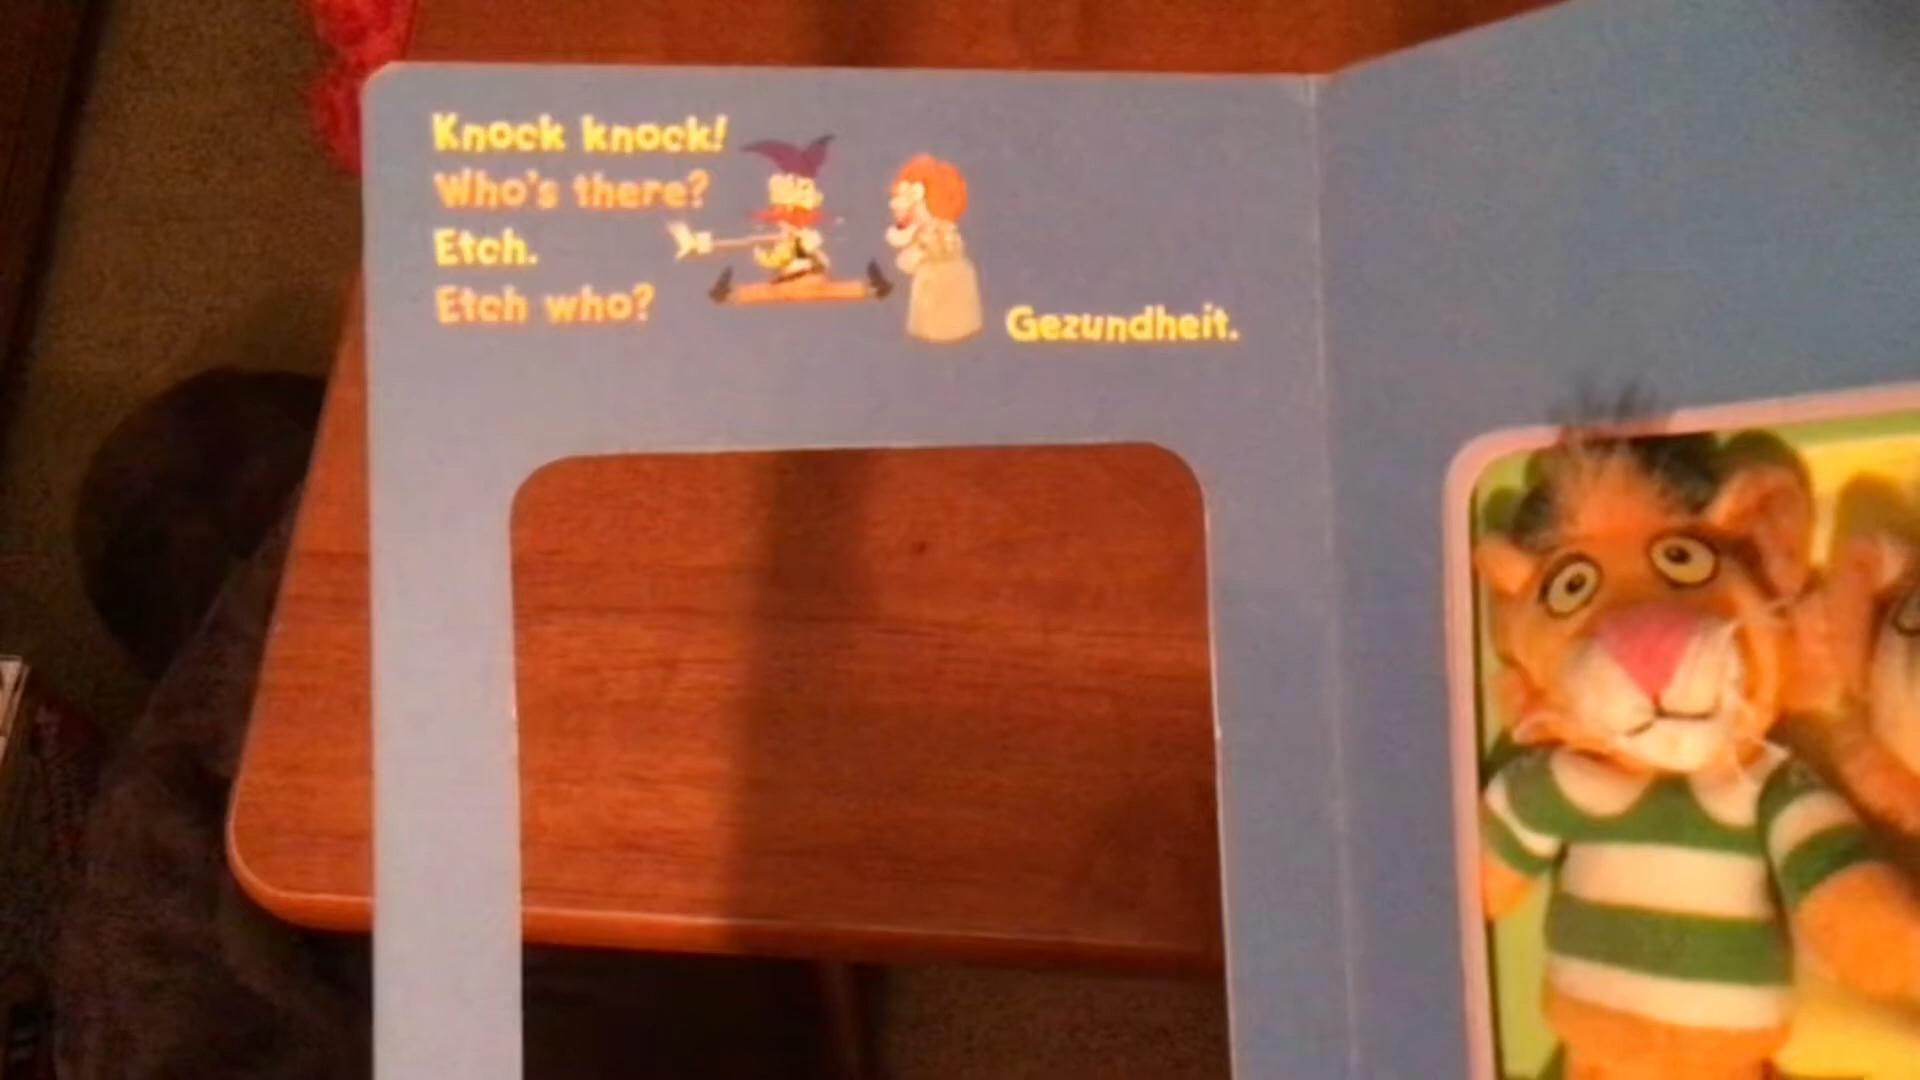 Knock knock!
Who's there?
Etch.
Etch who?
Gezundheit.